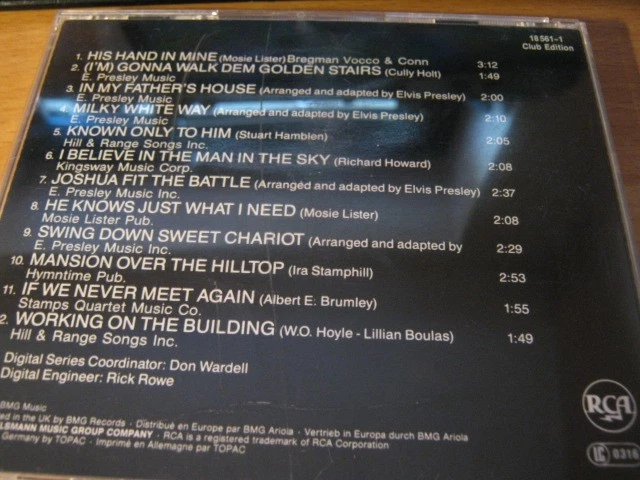 18 561-1
Club Edition
1. HIS HAND IN MINE (Mosie Lister) Bregman Vocco & Conn 3:12
2. (I'M) GONNA WALK DEM GOLDEN STAIRS (Cully Holt) 1:49
E. Presley Music
3. IN MY FATHER'S HOUSE (Arranged and adapted by Elvis Presley) 2:00
E. Presley Music
4. MILKY WHITE WAY (Arranged and adapted by Elvis Presley) 2:10
E. Presley Music Inc.
5. KNOWN ONLY TO HIM (Stuart Hamblen) 2:05
Hill & Range Songs Inc.
6. I BELIEVE IN THE MAN IN THE SKY (Richard Howard) 2:08
Kingsway Music Corp.
7. JOSHUA FIT THE BATTLE (Arranged and adapted by Elvis Presley) 2:37
E. Presley Music Inc.
8. HE KNOWS JUST WHAT I NEED (Mosie Lister) 2:08
Mosie Lister Pub.
9. SWING DOWN SWEET CHARIOT (Arranged and adapted by 2:29
E. Presley Music Inc.
10. MANSION OVER THE HILLTOP (Ira Stamphill) 2:53
Hymntime Pub.
11. IF WE NEVER MEET AGAIN (Albert E. Brumley) 1:55
Stamps Quartet Music Co.
2. WORKING ON THE BUILDING (W.O. Hoyle - Lillian Boulas) 1:49
Hill & Range Songs Inc.
Digital Series Coordinator: Don Wardell
Digital Engineer: Rick Rowe
BMG Music
ed in the UK by BMG Records - Distribué en Europe par BMG Ariola - Vertrieb in Europa durch BMG Ariola
LSMANN MUSIC GROUP COMPANY - RCA is a registered trademark of RCA Corporation
Germany by TOPAC - Imprimé en Allemagne par TOPAC
RCA
LC 0316